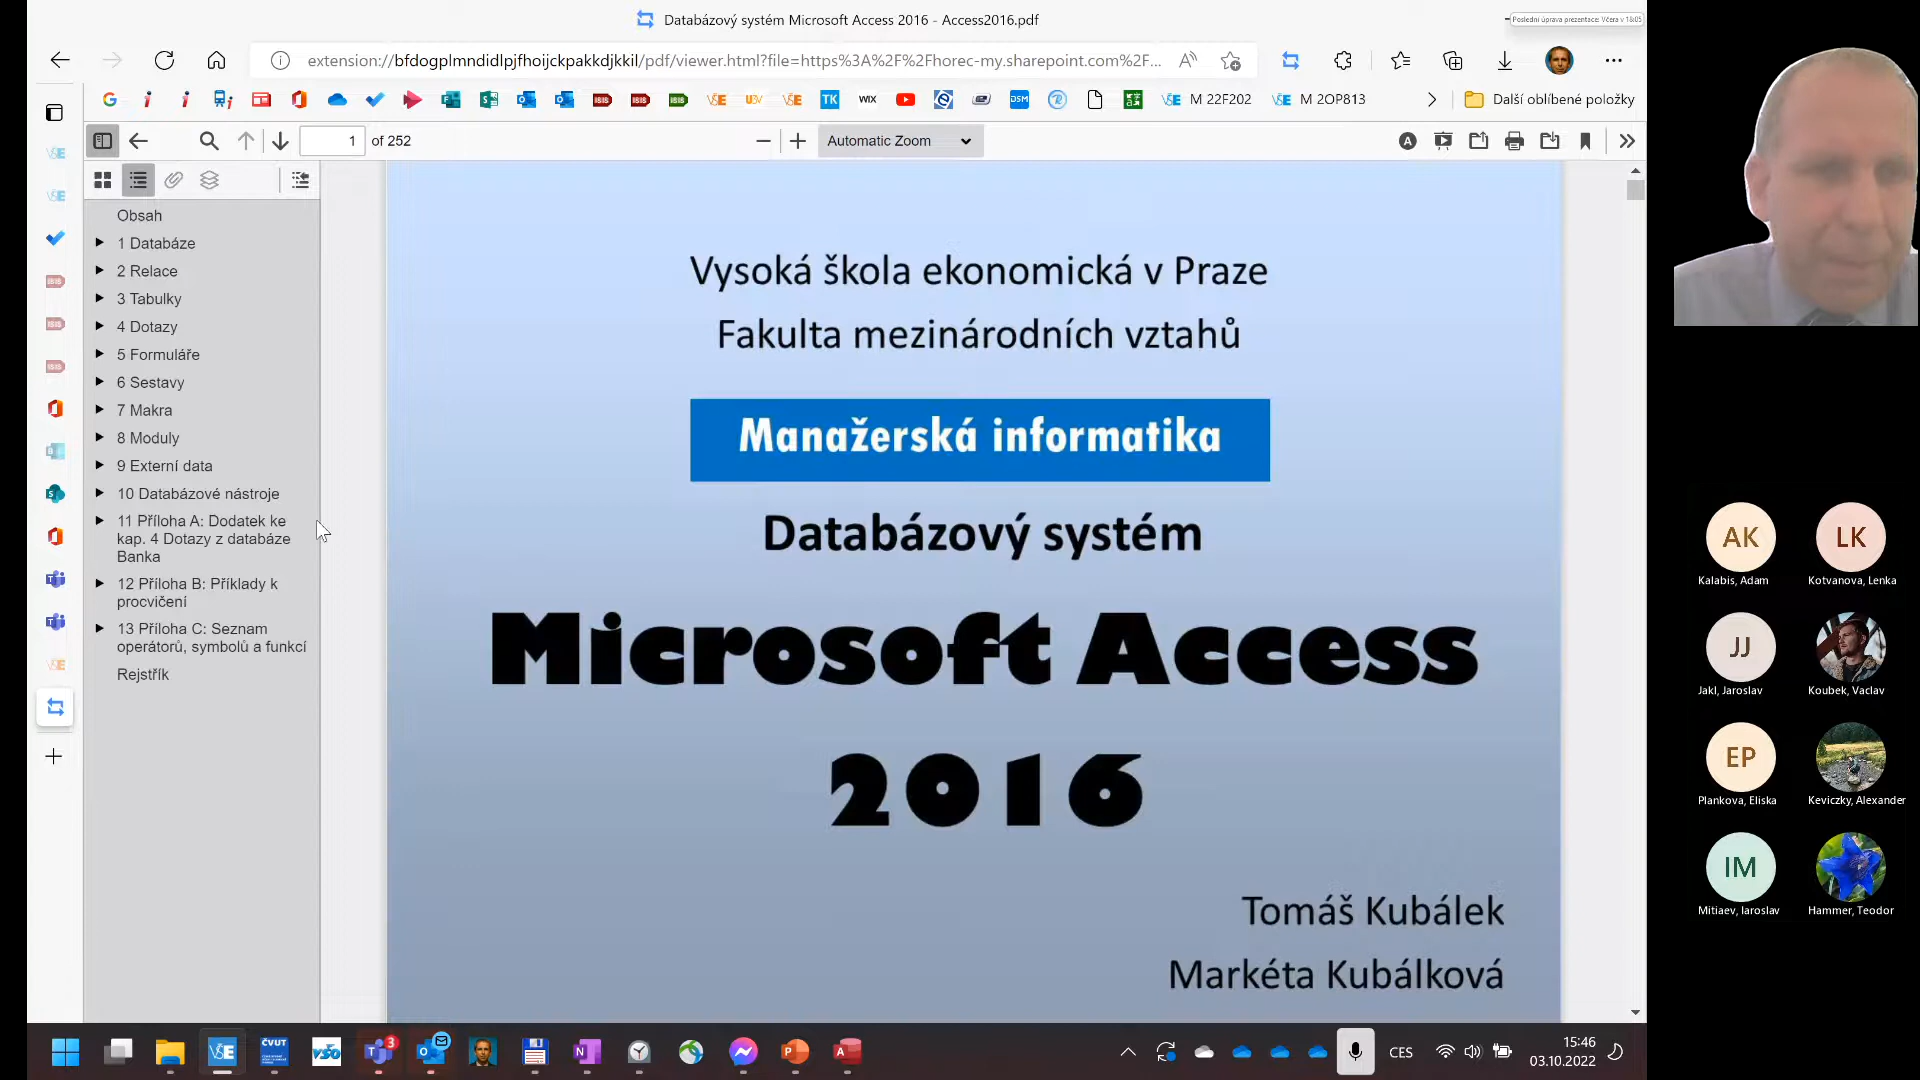 Databázový systém Microsoft Access 2016 - Access2016.pdf
Poslední úprava prezentace: Včera v 18:05
extension://bfdogplmndidlpjfhoijckpakkdjkkil/pdf/viewer.html?file=https%3A%2F%2Fhorec-my.sharepoint.com%2F...
M 22F202
M 2OP813
Další oblíbené položky
1 of 252
Automatic Zoom
Obsah
1 Databáze
2 Relace
3 Tabulky
4 Dotazy
5 Formuláře
6 Sestavy
7 Makra
8 Moduly
9 Externí data
10 Databázové nástroje
11 Příloha A: Dodatek ke
kap. 4 Dotazy z databáze
Banka
12 Příloha B: Příklady k
procvičení
13 Příloha C: Seznam
operátorů, symbolů a funkcí
Rejstřík
Vysoká škola ekonomická v Praze
Fakulta mezinárodních vztahů
Manažerská informatika
Databázový systém
Microsoft Access
2016
Tomáš Kubálek
Markéta Kubálková
AK
Kalabis, Adam
LK
Kotvanova, Lenka
JJ
Jakl, Jaroslav
Koubek, Vaclav
EP
Plankova, Eliska
Keviczky, Alexander
IM
Mitiaev, Iaroslav
Hammer, Teodor
CES
15:46
03.10.2022